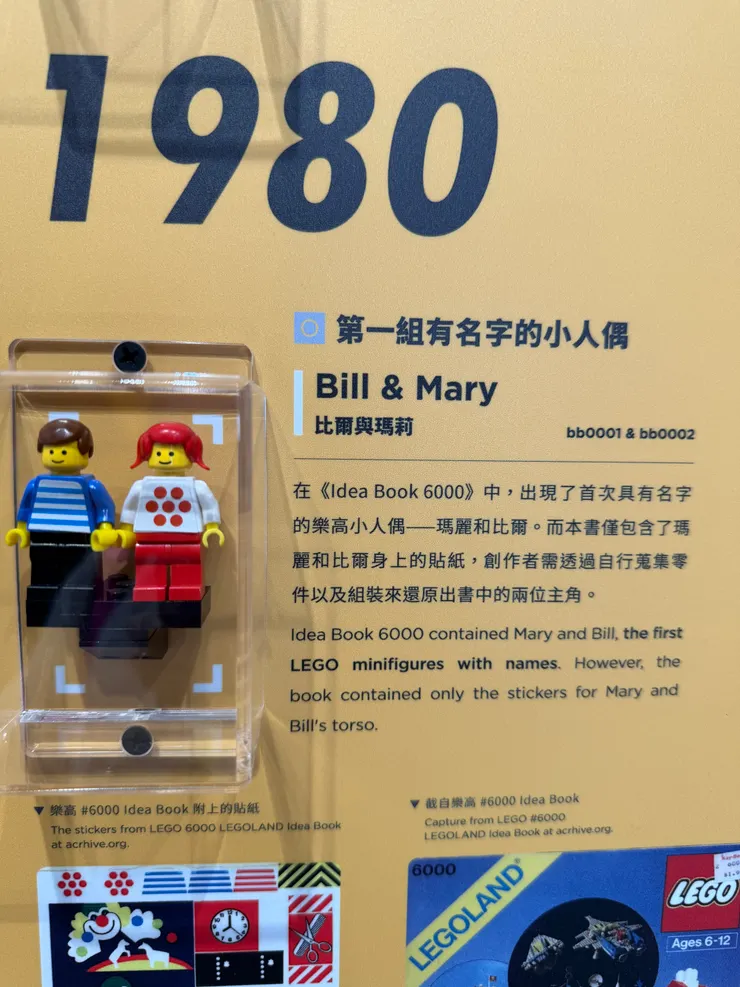 1980
第一組有名字的小人偶
Bill & Mary
比爾與瑪莉
bb0001 & bb0002
在《Idea Book 6000》中，出現了首次具有名字
的樂高小人偶——瑪麗和比爾。而本書僅包含了瑪
麗和比爾身上的貼紙，創作者需透過自行蒐集零
件以及組裝來還原出書中的兩位主角。
Idea Book 6000 contained Mary and Bill, the first
LEGO minifigures with names. However, the
book contained only the stickers for Mary and
Bill's torso.
▼ 樂高 #6000 Idea Book 附上的貼紙
The stickers from LEGO 6000 LEGOLAND Idea Book
at acrhive.org.
▼ 截自樂高 #6000 Idea Book
Capture from LEGO #6000
LEGOLAND Idea Book at acrhive.org.
6000
LEGOLAND®
LEGO
Ages 6-12